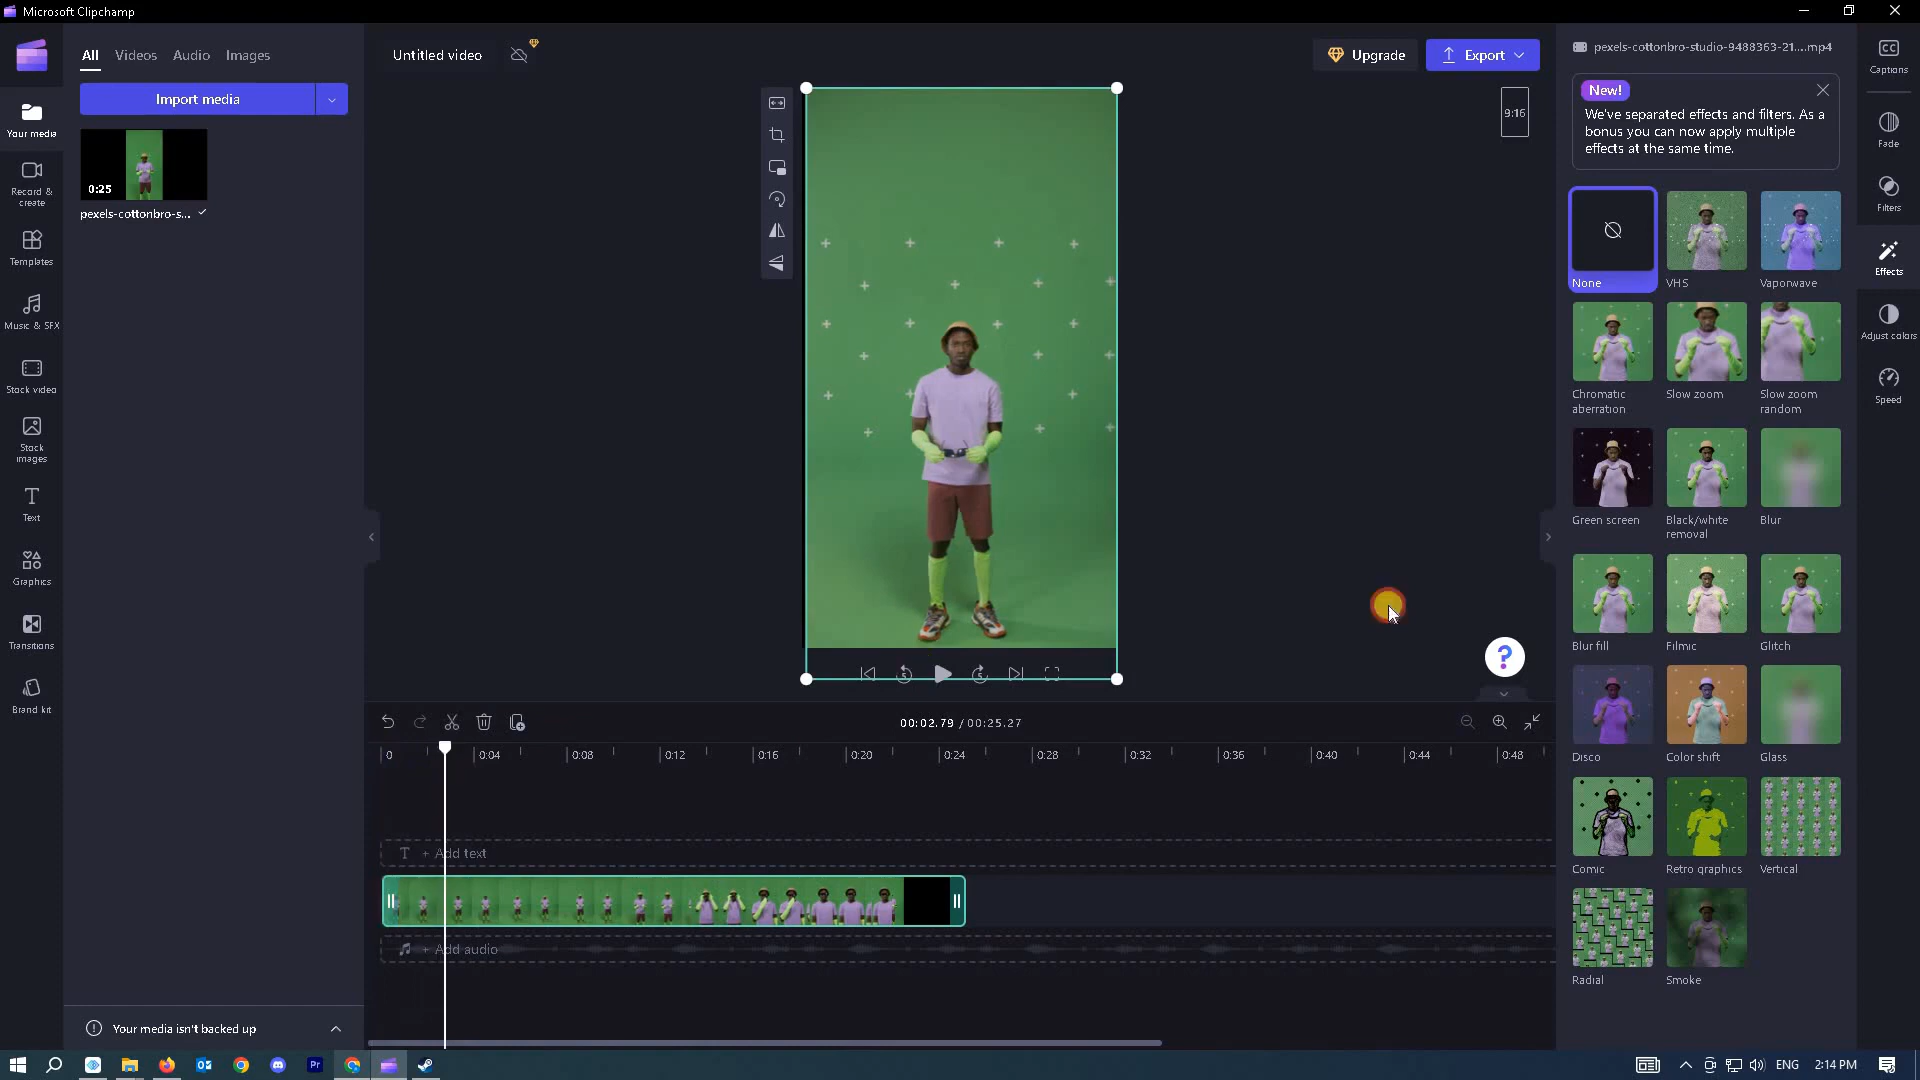 Microsoft Clipchamp
All
Videos
Audio
Images
Import media
0:25
pexels-cottonbro-s...
Your media
Record &
create
Templates
Music & SFX
Stock video
Stock
images
Text
Graphics
Transitions
Brand kit
Your media isn't backed up
Untitled video
Upgrade
Export
9:16
?
00:02.79 / 00:25.27
0
0:04
0:08
0:12
0:16
0:20
0:24
0:28
0:32
0:36
0:40
0:44
0:48
T + Add text
+ Add audio
pexels-cottonbro-studio-9488363-21....mp4
New!
We've separated effects and filters. As a
bonus you can now apply multiple
effects at the same time.
None
VHS
Vaporwave
Chromatic
aberration
Slow zoom
Slow zoom
random
Green screen
Black/white
removal
Blur
Blur fill
Filmic
Glitch
Disco
Color shift
Glass
Comic
Retro graphics
Vertical
Radial
Smoke
CC
Captions
Fade
Filters
Effects
Adjust colors
Speed
Pr
ENG
2:14 PM